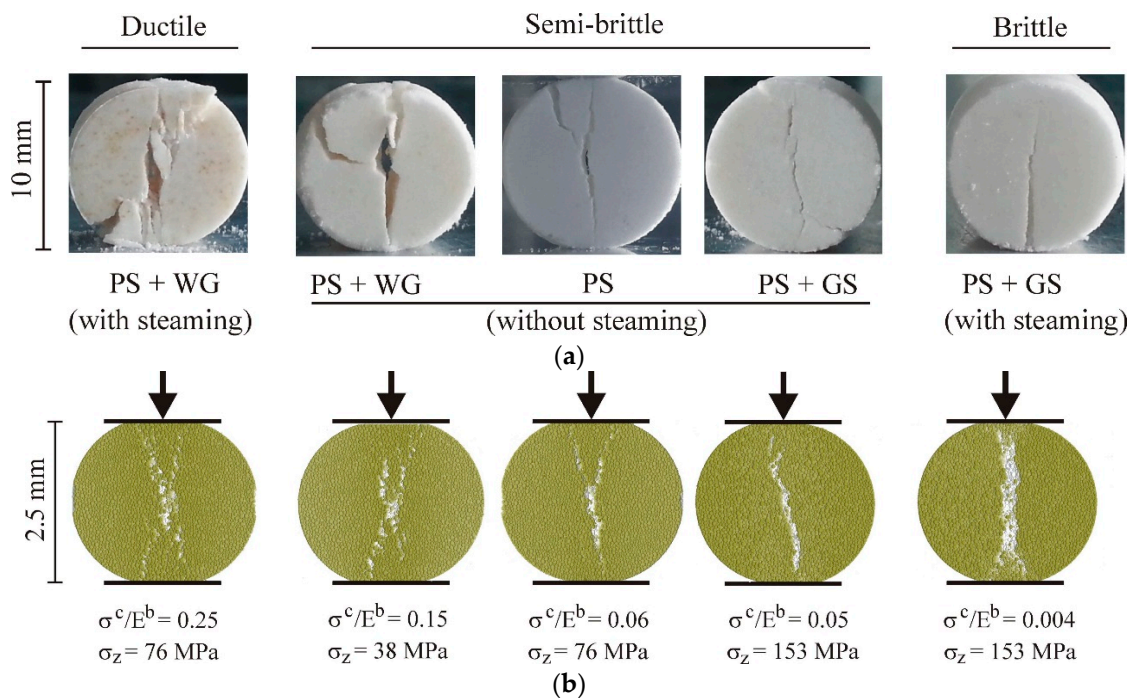 Ductile Semi-brittle Brittle
10 mm
PS + WG PS + WG PS PS + GS PS + GS
(with steaming) (without steaming) (with steaming)
(a)
2.5 mm
σᶜ/Eᵇ = 0.25 σᶜ/Eᵇ = 0.15 σᶜ/Eᵇ = 0.06 σᶜ/Eᵇ = 0.05 σᶜ/Eᵇ = 0.004
σz = 76 MPa σz = 38 MPa σz = 76 MPa σz = 153 MPa σz = 153 MPa
(b)